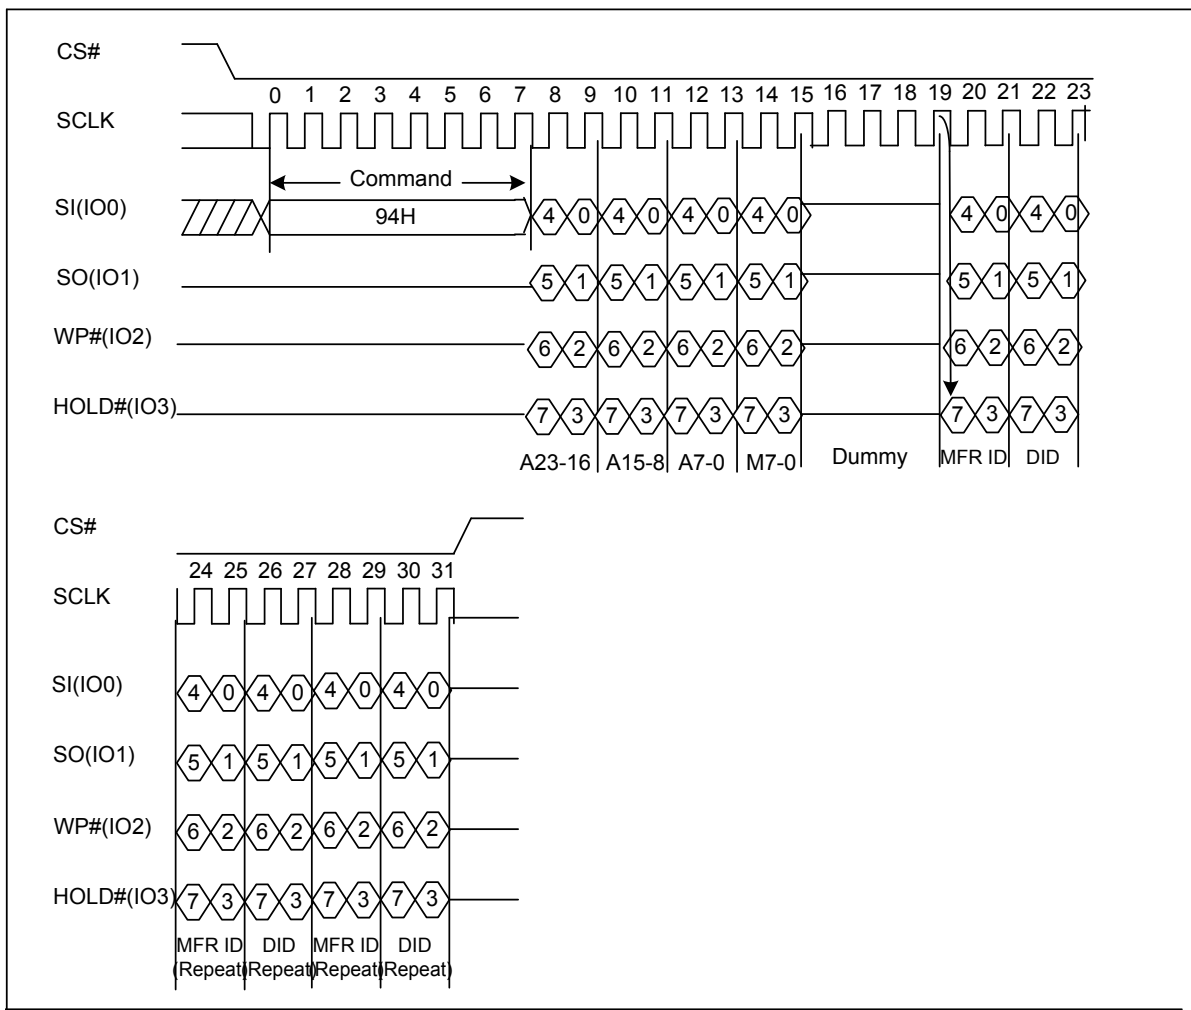 CS#
0 1 2 3 4 5 6 7 8 9 10 11 12 13 14 15 16 17 18 19 20 21 22 23
SCLK
Command
SI(IO0) 94H 4 0 4 0 4 0 4 0 4 0 4 0
SO(IO1) 5 1 5 1 5 1 5 1 5 1 5 1
WP#(IO2) 6 2 6 2 6 2 6 2 6 2 6 2
HOLD#(IO3) 7 3 7 3 7 3 7 3 7 3 7 3
A23-16 A15-8 A7-0 M7-0 Dummy MFR ID DID
CS#
24 25 26 27 28 29 30 31
SCLK
SI(IO0) 4 0 4 0 4 0 4 0
SO(IO1) 5 1 5 1 5 1 5 1
WP#(IO2) 6 2 6 2 6 2 6 2
HOLD#(IO3) 7 3 7 3 7 3 7 3
MFR ID DID MFR ID DID
(Repeat) (Repeat) (Repeat) (Repeat)